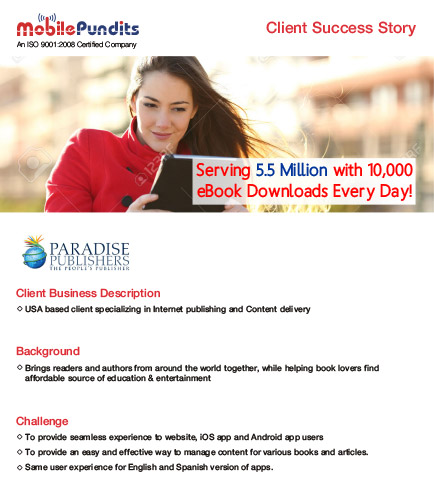 MobilePundits
An ISO 9001:2008 Certified Company
Client Success Story
Serving 5.5 Million with 10,000
eBook Downloads Every Day!
PARADISE
PUBLISHERS
THE PEOPLE'S PUBLISHER
Client Business Description
◇ USA based client specializing in Internet publishing and Content delivery
Background
◇ Brings readers and authors from around the world together, while helping book lovers find
affordable source of education & entertainment
Challenge
◇ To provide seamless experience to website, iOS app and Android app users
◇ To provide an easy and effective way to manage content for various books and articles.
◇ Same user experience for English and Spanish version of apps.